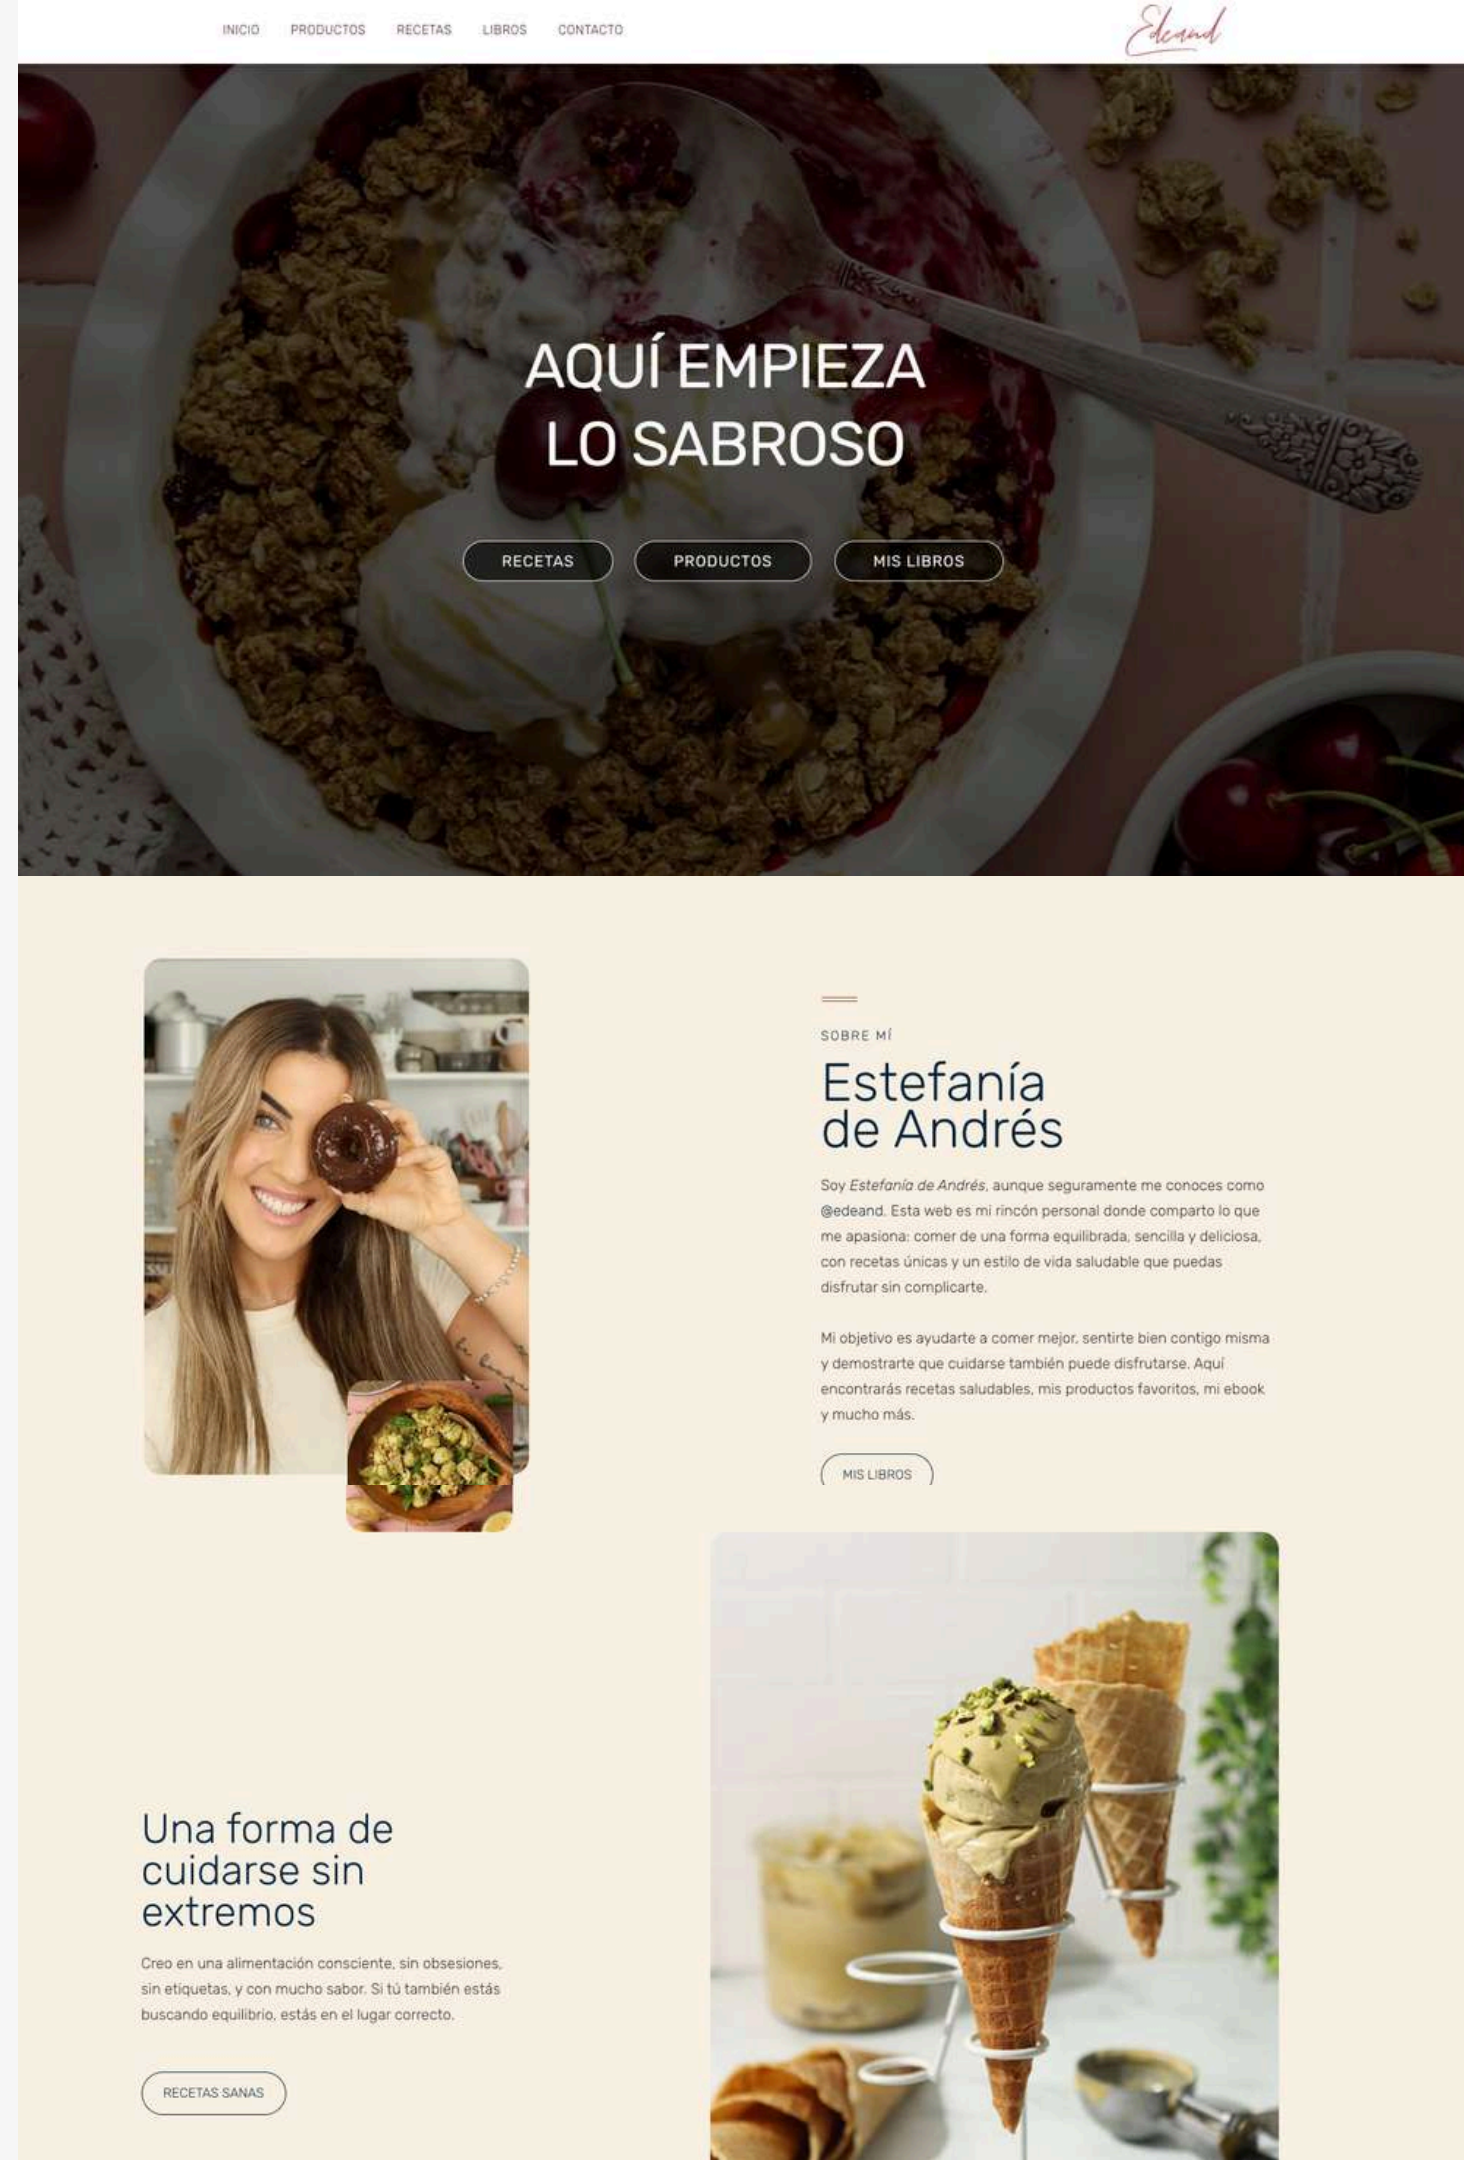 INICIO PRODUCTOS RECETAS LIBROS CONTACTO
Edeand
AQUÍ EMPIEZA
LO SABROSO
RECETAS PRODUCTOS MIS LIBROS
SOBRE MÍ
Estefanía
de Andrés
Soy Estefanía de Andrés, aunque seguramente me conoces como
@edeand. Esta web es mi rincón personal donde comparto lo que
me apasiona: comer de una forma equilibrada, sencilla y deliciosa,
con recetas únicas y un estilo de vida saludable que puedas
disfrutar sin complicarte.
Mi objetivo es ayudarte a comer mejor, sentirte bien contigo misma
y demostrarte que cuidarse también puede disfrutarse. Aquí
encontrarás recetas saludables, mis productos favoritos, mi ebook
y mucho más.
MIS LIBROS
Una forma de
cuidarse sin
extremos
Creo en una alimentación consciente, sin obsesiones,
sin etiquetas, y con mucho sabor. Si tú también estás
buscando equilibrio, estás en el lugar correcto.
RECETAS SANAS